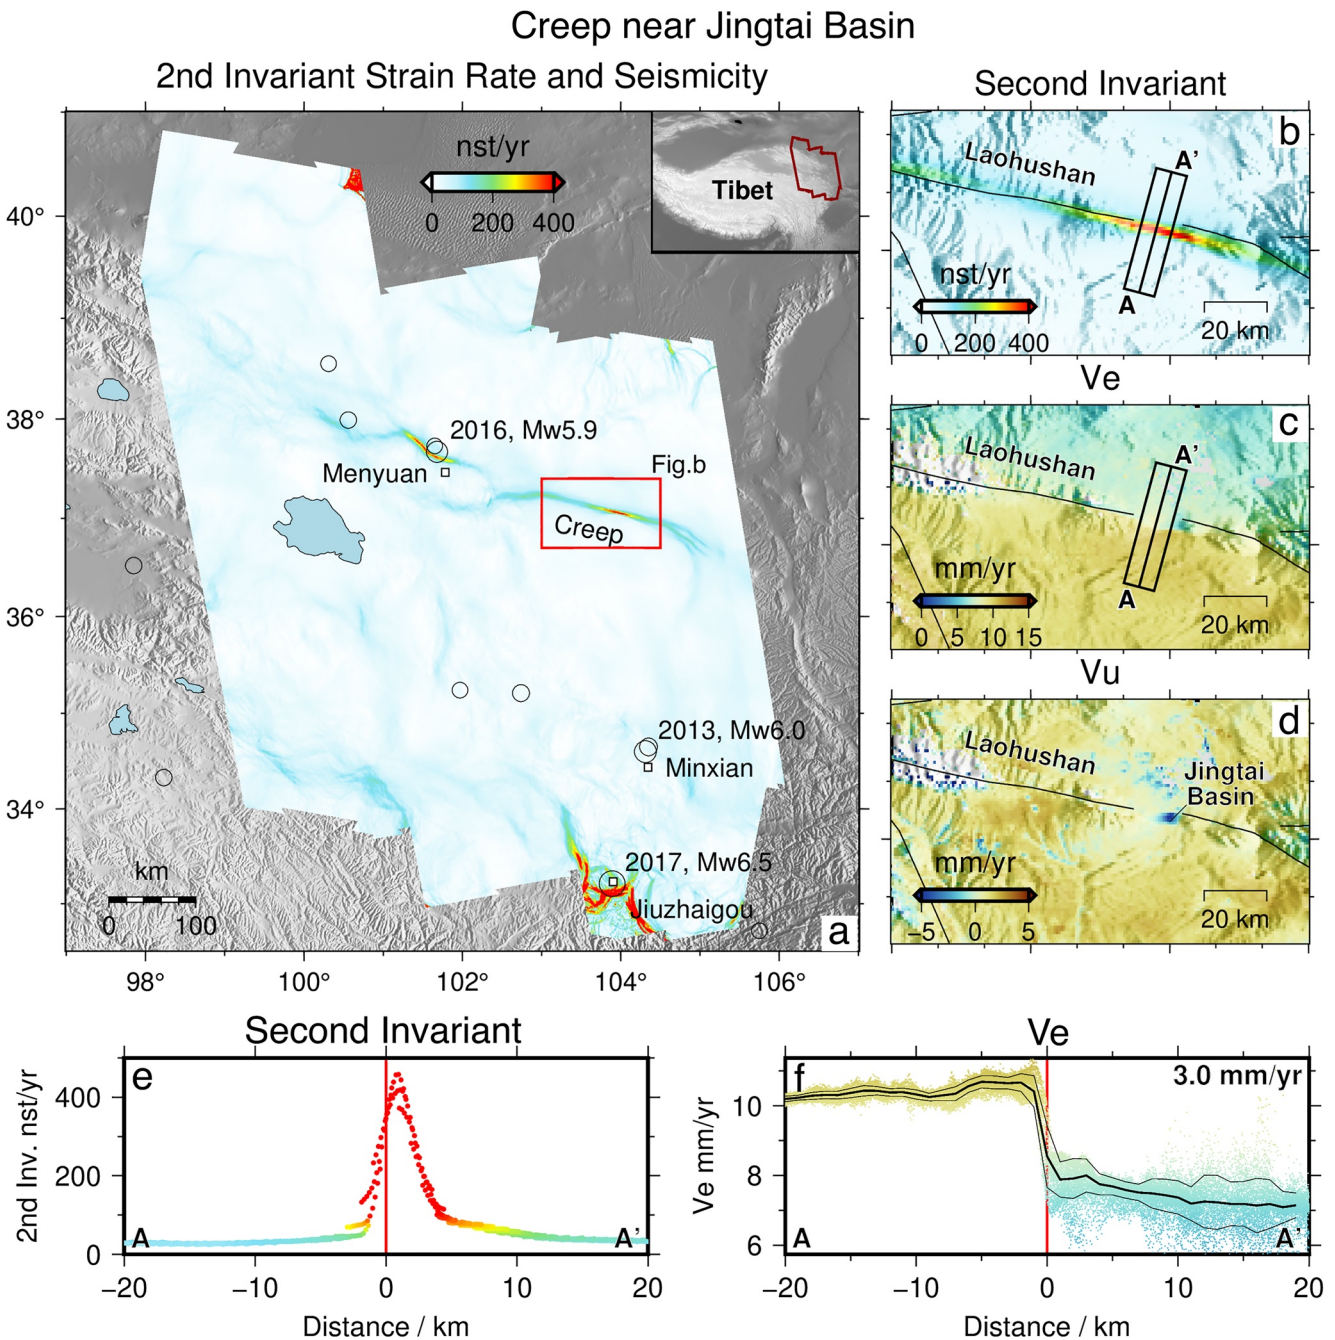 Creep near Jingtai Basin
2nd Invariant Strain Rate and Seismicity
nst/yr
0 200 400
Tibet
40°
38°
36°
34°
2016, Mw5.9
Menyuan
Fig.b
Creep
2013, Mw6.0
Minxian
2017, Mw6.5
Jiuzhaigou
km
0 100
a
98° 100° 102° 104° 106°
Second Invariant
b
Laohushan
A'
A
nst/yr
0 200 400
20 km
Ve
c
Laohushan
A'
A
mm/yr
0 5 10 15
20 km
Vu
d
Laohushan
Jingtai
Basin
mm/yr
−5 0 5
20 km
Second Invariant
e
2nd Inv. nst/yr
400
200
0
A A'
−20 −10 0 10 20
Distance / km
Ve
f
3.0 mm/yr
Ve mm/yr
10
8
6
A A'
−20 −10 0 10 20
Distance / km